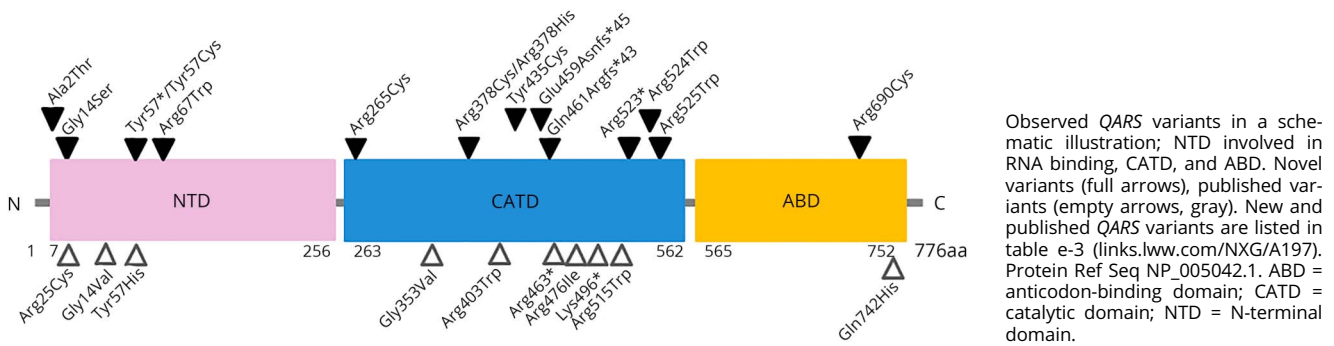 Ala2Thr
Gly14Ser
Tyr57*/Tyr57Cys
Arg67Trp
Arg265Cys
Arg378Cys/Arg378His
Tyr435Cys
Glu459Asnfs*45
Gln461Argfs*43
Arg523*
Arg524Trp
Arg525Trp
Arg690Cys
N
NTD
CATD
ABD
C
1
7
256
263
562
565
752
776aa
Arg25Cys
Gly14Val
Tyr57His
Gly353Val
Arg403Trp
Arg463*
Arg476Ile
Lys496*
Arg515Trp
Gln742His
Observed QARS variants in a sche-
matic illustration; NTD involved in
RNA binding, CATD, and ABD. Novel
variants (full arrows), published var-
iants (empty arrows, gray). New and
published QARS variants are listed in
table e-3 (links.lww.com/NXG/A197).
Protein Ref Seq NP_005042.1. ABD =
anticodon-binding domain; CATD =
catalytic domain; NTD = N-terminal
domain.